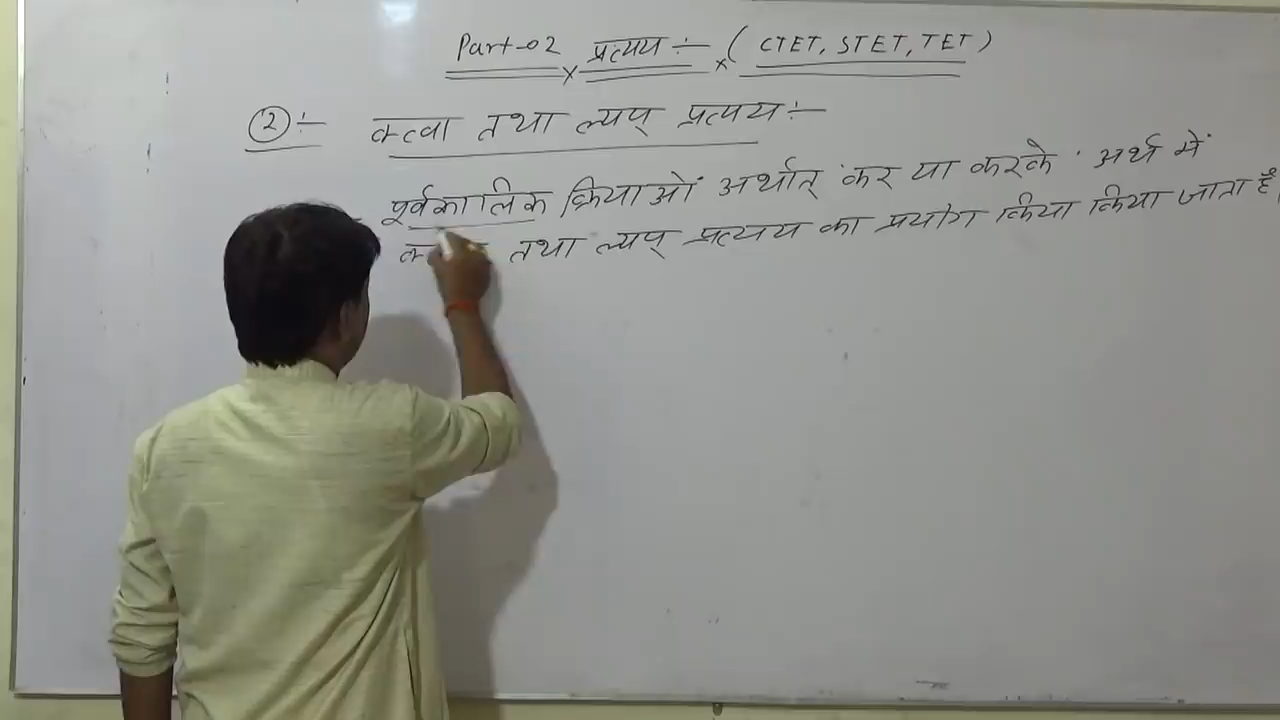 Part-02 प्रत्यय :- ( CTET, STET, TET )
② :- क्त्वा तथा ल्यप् प्रत्यय :-
पूर्वकालिक क्रियाओं अर्थात् कर या करके अर्थ में
तथा ल्यप् प्रत्यय का प्रयोग किया किया जाता है